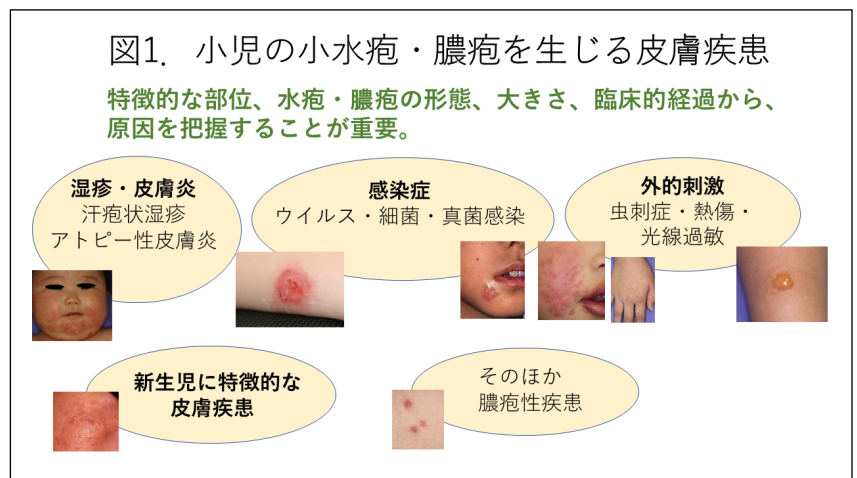 図1.　小児の小水疱・膿疱を生じる皮膚疾患
特徴的な部位、水疱・膿疱の形態、大きさ、臨床的経過から、
原因を把握することが重要。
湿疹・皮膚炎
汗疱状湿疹
アトピー性皮膚炎
感染症
ウイルス・細菌・真菌感染
外的刺激
虫刺症・熱傷・
光線過敏
新生児に特徴的な
皮膚疾患
そのほか
膿疱性疾患